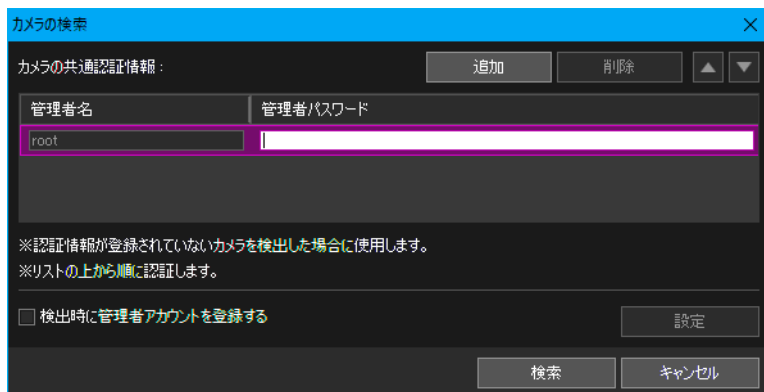 カメラの検索
カメラの共通認証情報 : 追加 削除 ▲ ▼
管理者名 管理者パスワード
root
※認証情報が登録されていないカメラを検出した場合に使用します。
※リストの上から順に認証します。
検出時に管理者アカウントを登録する 設定
検索 キャンセル